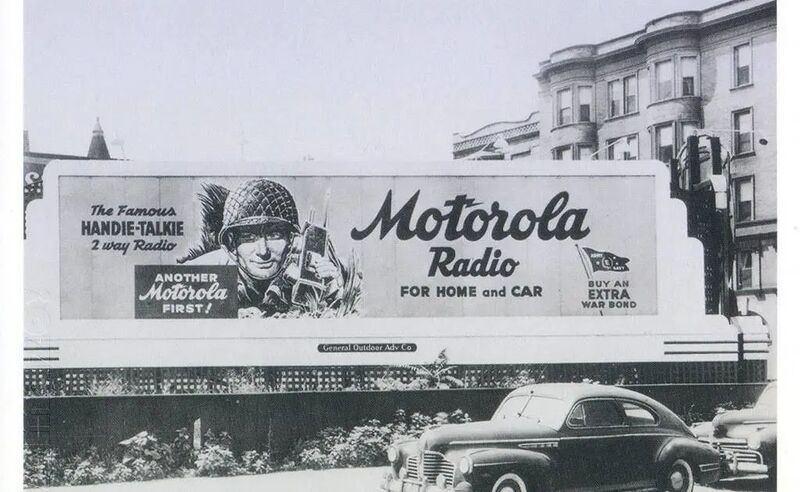 The Famous
HANDIE-TALKIE
2 way Radio
ANOTHER
Motorola
FIRST!
Motorola
Radio
FOR HOME and CAR
ARMY
E
NAVY
BUY AN
EXTRA
WAR BOND
General Outdoor Adv Co